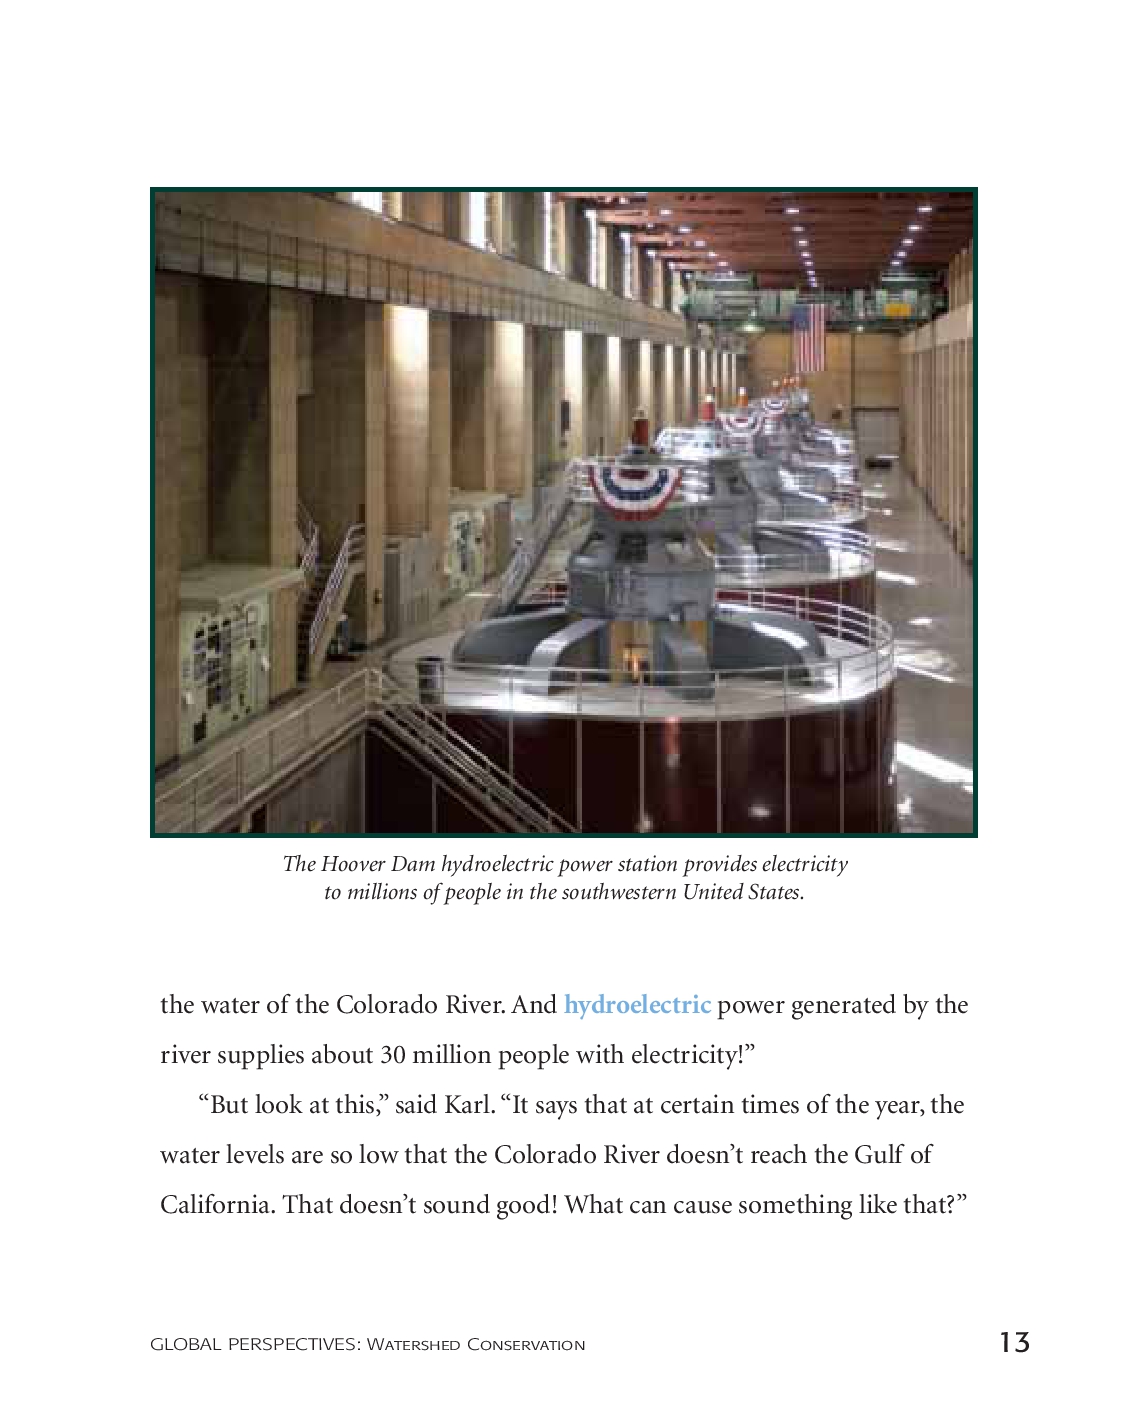 The Hoover Dam hydroelectric power station provides electricity
to millions of people in the southwestern United States.
the water of the Colorado River. And hydroelectric power generated by the
river supplies about 30 million people with electricity!”
“But look at this,” said Karl. “It says that at certain times of the year, the
water levels are so low that the Colorado River doesn’t reach the Gulf of
California. That doesn’t sound good! What can cause something like that?”
GLOBAL PERSPECTIVES: Watershed Conservation 13